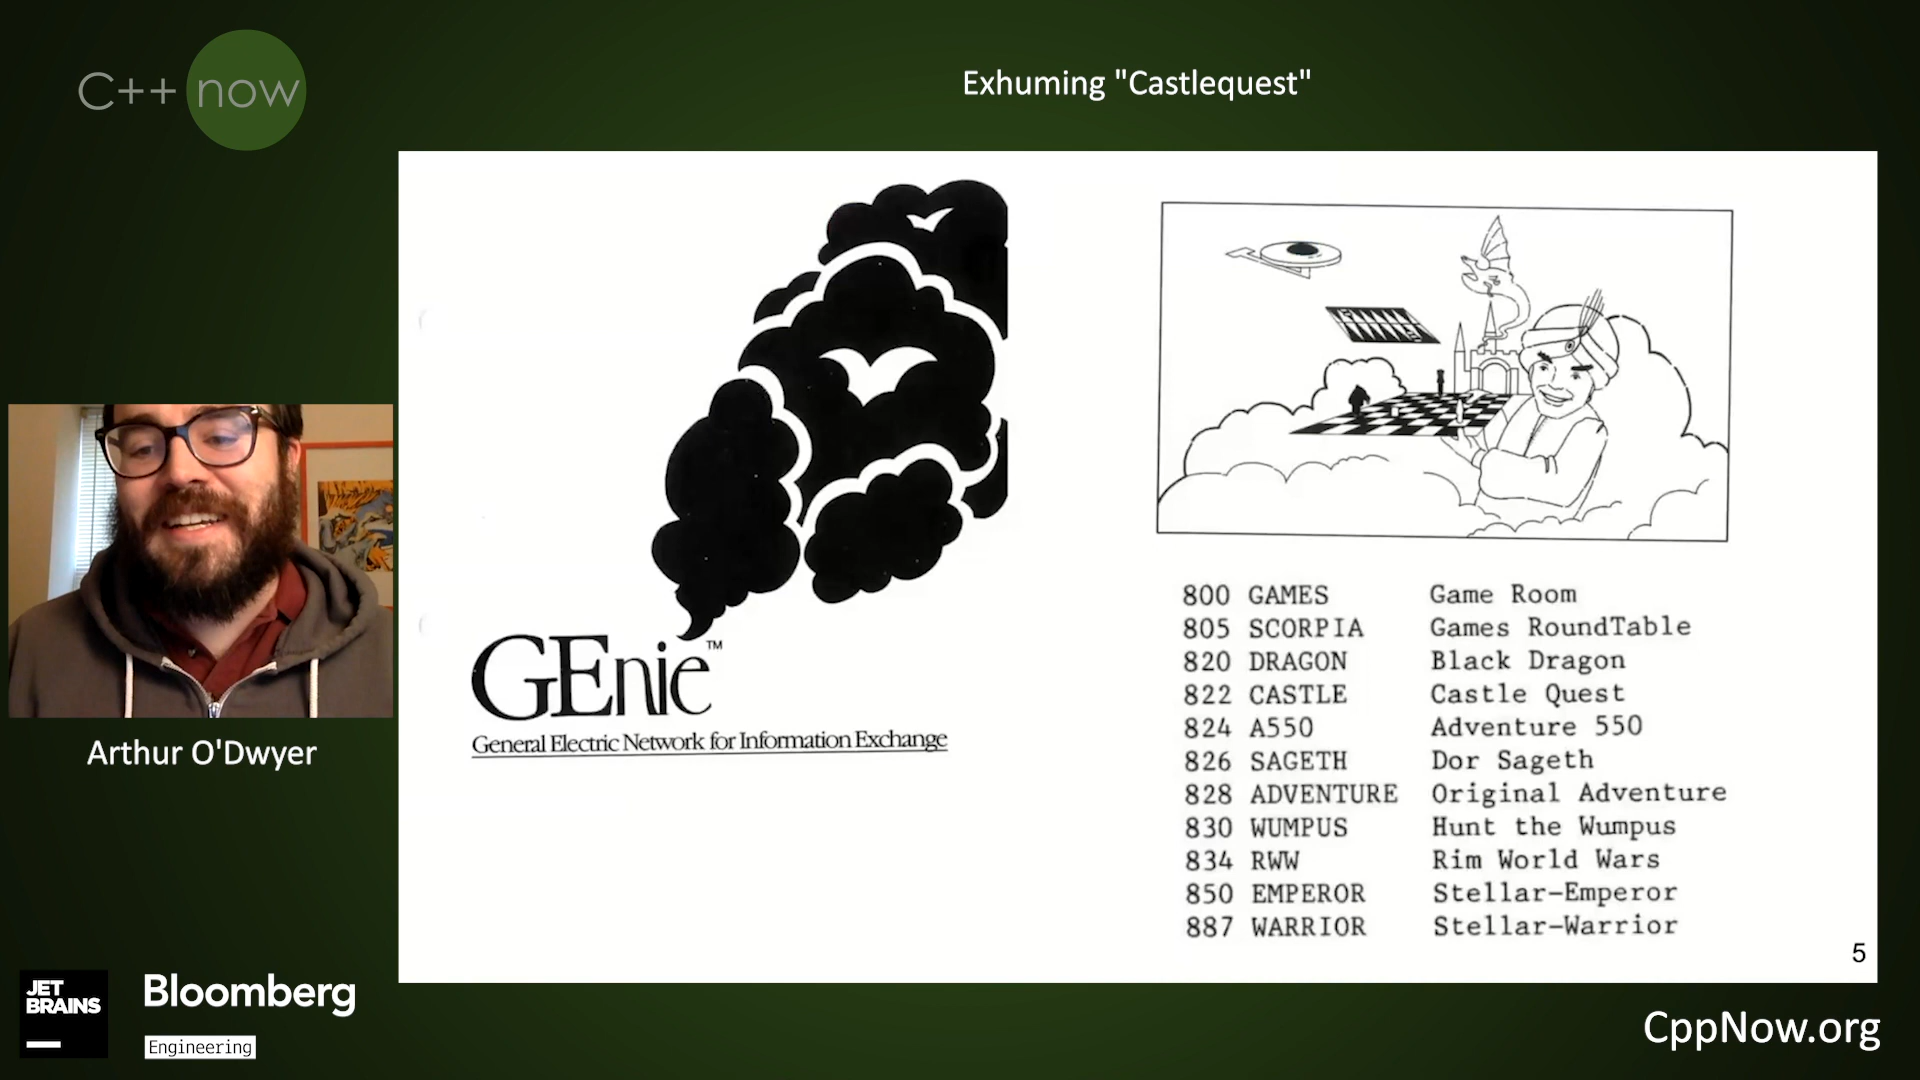 C++ now
Exhuming "Castlequest"
GEnie™
General Electric Network for Information Exchange
800 GAMES Game Room
805 SCORPIA Games RoundTable
820 DRAGON Black Dragon
822 CASTLE Castle Quest
824 A550 Adventure 550
826 SAGETH Dor Sageth
828 ADVENTURE Original Adventure
830 WUMPUS Hunt the Wumpus
834 RWW Rim World Wars
850 EMPEROR Stellar-Emperor
887 WARRIOR Stellar-Warrior
5
Arthur O'Dwyer
JET
BRAINS
Bloomberg
Engineering
CppNow.org